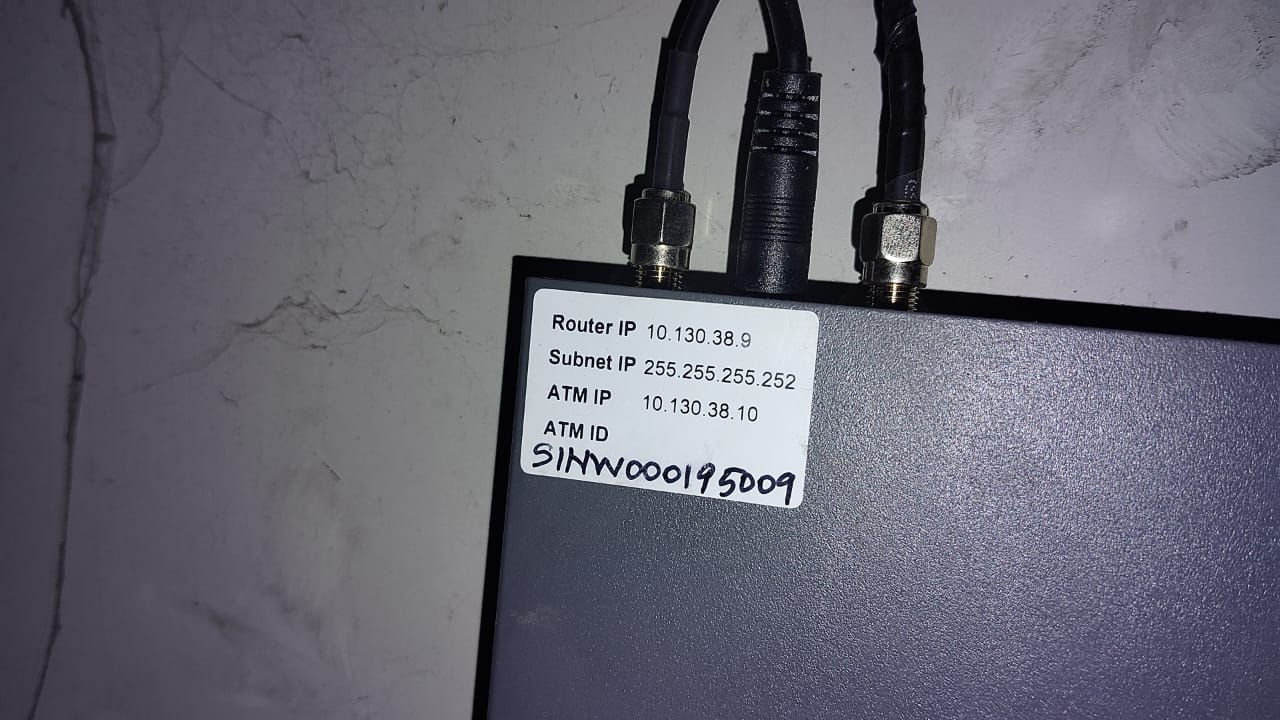 Router IP 10.130.38.9
Subnet IP 255.255.255.252
ATM IP 10.130.38.10
ATM ID
S1NW000195009